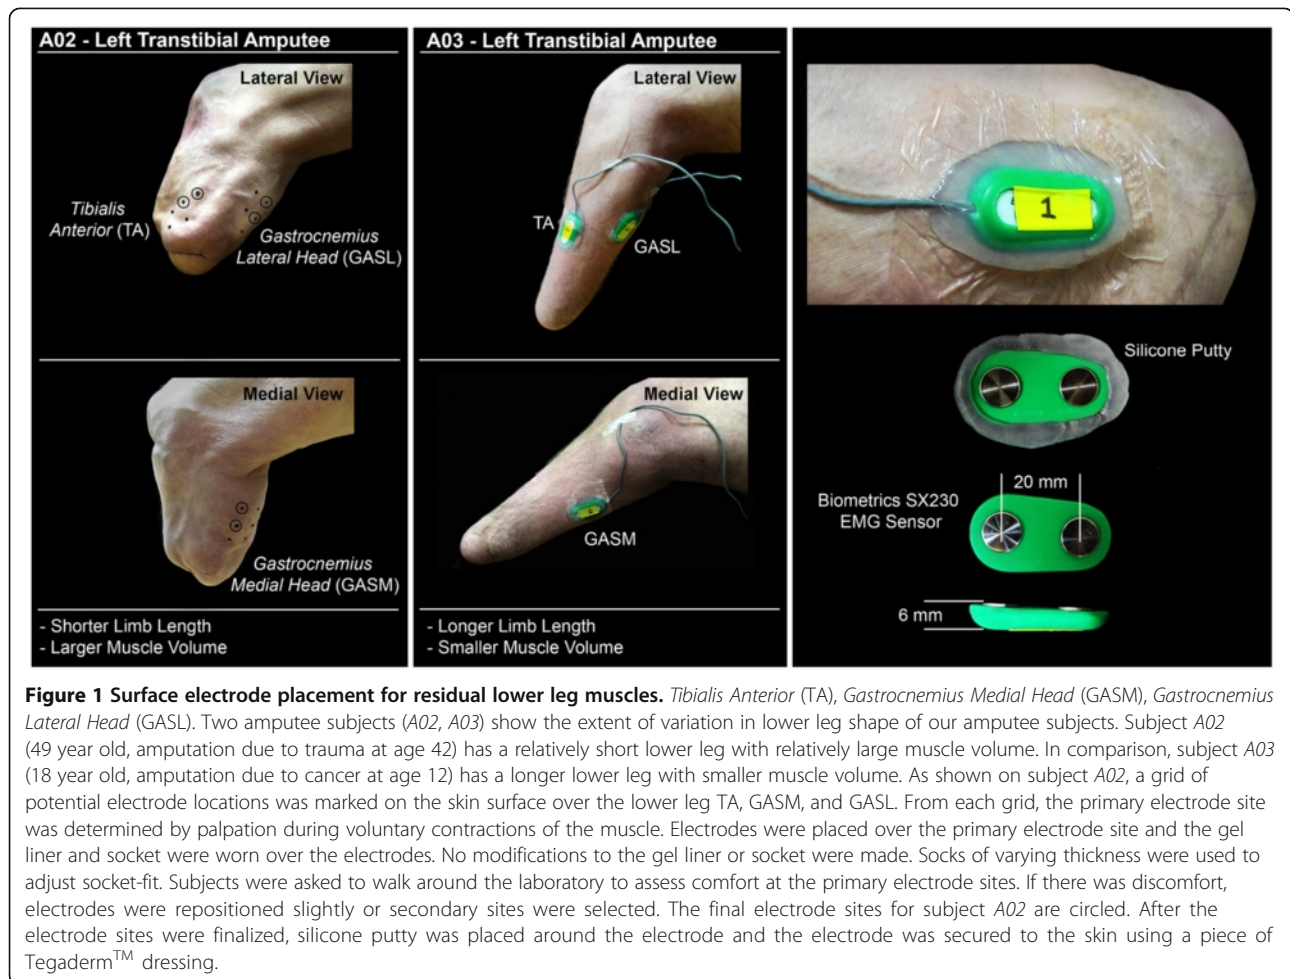 A02 - Left Transtibial Amputee
Lateral View
Tibialis
Anterior (TA)
Gastrocnemius
Lateral Head (GASL)
Medial View
Gastrocnemius
Medial Head (GASM)
- Shorter Limb Length
- Larger Muscle Volume
A03 - Left Transtibial Amputee
Lateral View
TA
GASL
Medial View
GASM
- Longer Limb Length
- Smaller Muscle Volume
1
Silicone Putty
20 mm
Biometrics SX230
EMG Sensor
6 mm
Figure 1 Surface electrode placement for residual lower leg muscles. Tibialis Anterior (TA), Gastrocnemius Medial Head (GASM), Gastrocnemius
Lateral Head (GASL). Two amputee subjects (A02, A03) show the extent of variation in lower leg shape of our amputee subjects. Subject A02
(49 year old, amputation due to trauma at age 42) has a relatively short lower leg with relatively large muscle volume. In comparison, subject A03
(18 year old, amputation due to cancer at age 12) has a longer lower leg with smaller muscle volume. As shown on subject A02, a grid of
potential electrode locations was marked on the skin surface over the lower leg TA, GASM, and GASL. From each grid, the primary electrode site
was determined by palpation during voluntary contractions of the muscle. Electrodes were placed over the primary electrode site and the gel
liner and socket were worn over the electrodes. No modifications to the gel liner or socket were made. Socks of varying thickness were used to
adjust socket-fit. Subjects were asked to walk around the laboratory to assess comfort at the primary electrode sites. If there was discomfort,
electrodes were repositioned slightly or secondary sites were selected. The final electrode sites for subject A02 are circled. After the
electrode sites were finalized, silicone putty was placed around the electrode and the electrode was secured to the skin using a piece of
Tegaderm™ dressing.